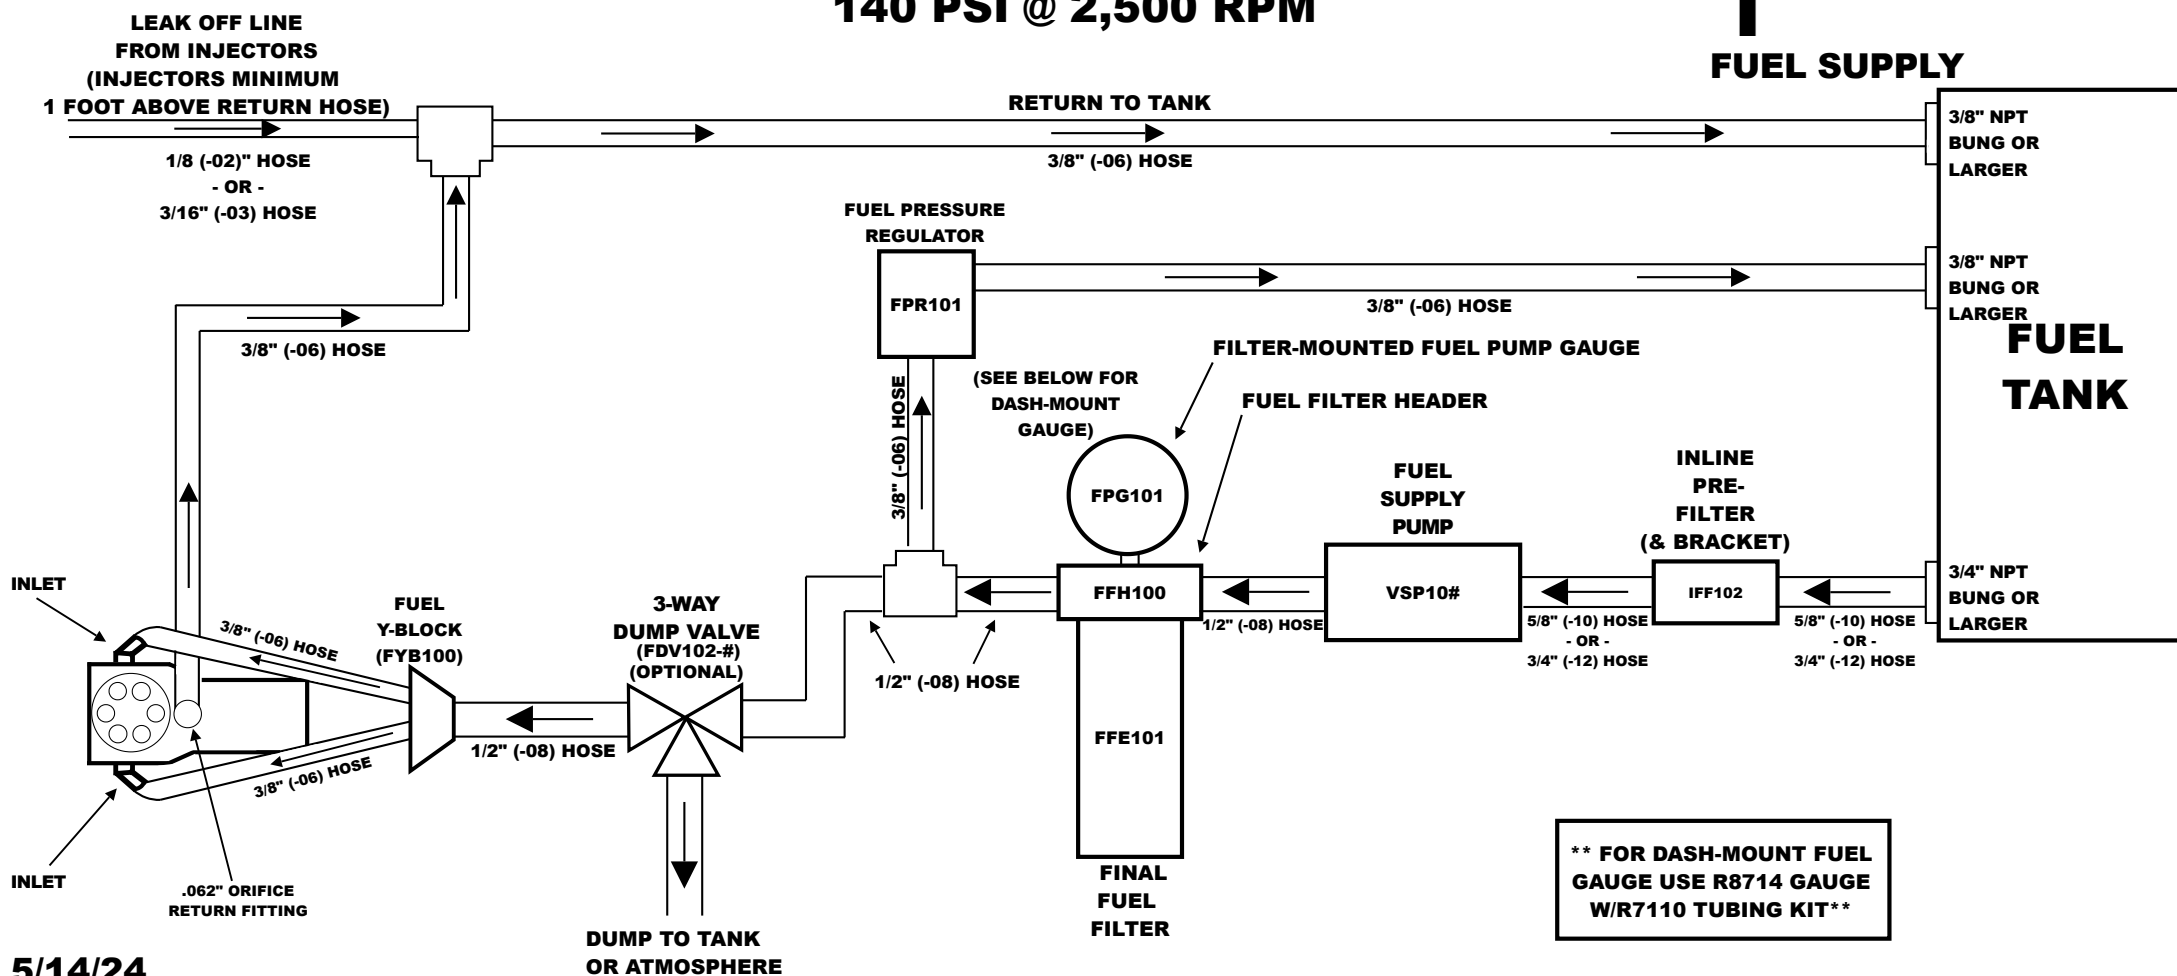 140 PSI @ 2,500 RPM
LEAK OFF LINE
FROM INJECTORS
(INJECTORS MINIMUM
1 FOOT ABOVE RETURN HOSE)
FUEL SUPPLY
RETURN TO TANK
3/8" NPT
BUNG OR
LARGER
1/8 (-02)" HOSE
- OR -
3/16" (-03) HOSE
3/8" (-06) HOSE
FUEL PRESSURE
REGULATOR
FPR101
3/8" (-06) HOSE
3/8" NPT
BUNG OR
LARGER
FUEL
TANK
3/8" (-06) HOSE
3/8" (-06) HOSE
(SEE BELOW FOR
DASH-MOUNT
GAUGE)
FILTER-MOUNTED FUEL PUMP GAUGE
FUEL FILTER HEADER
FPG101
FUEL
SUPPLY
PUMP
INLINE
PRE-
FILTER
(& BRACKET)
3/4" NPT
BUNG OR
LARGER
FFH100
VSP10#
IFF102
1/2" (-08) HOSE
5/8" (-10) HOSE
- OR -
3/4" (-12) HOSE
5/8" (-10) HOSE
- OR -
3/4" (-12) HOSE
INLET
3/8" (-06) HOSE
FUEL
Y-BLOCK
(FYB100)
3-WAY
DUMP VALVE
(FDV102-#)
(OPTIONAL)
1/2" (-08) HOSE
1/2" (-08) HOSE
3/8" (-06) HOSE
FFE101
INLET
.062" ORIFICE
RETURN FITTING
FINAL
FUEL
FILTER
** FOR DASH-MOUNT FUEL
GAUGE USE R8714 GAUGE
W/R7110 TUBING KIT**
DUMP TO TANK
OR ATMOSPHERE
5/14/24